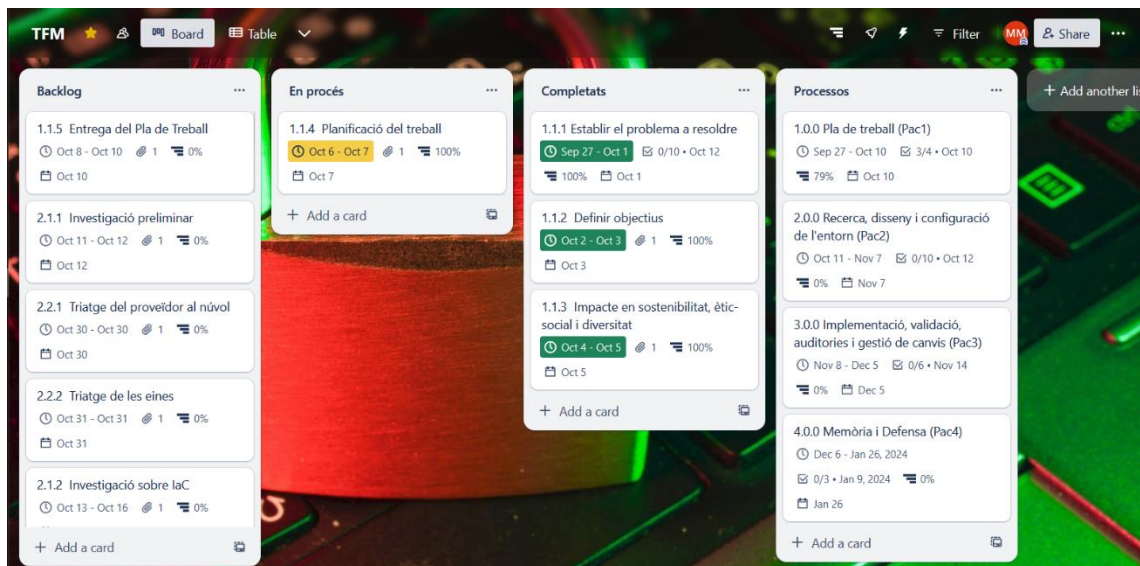 TFM Board Table Filter MM Share
Backlog
1.1.5 Entrega del Pla de Treball
Oct 8 - Oct 10 1 0%
Oct 10
2.1.1 Investigació preliminar
Oct 11 - Oct 12 1 0%
Oct 12
2.2.1 Triatge del proveïdor al núvol
Oct 30 - Oct 30 1 0%
Oct 30
2.2.2 Triatge de les eines
Oct 31 - Oct 31 1 0%
Oct 31
2.1.2 Investigació sobre IaC
Oct 13 - Oct 16 1 0%
+ Add a card
En procés
1.1.4 Planificació del treball
Oct 6 - Oct 7 1 100%
Oct 7
+ Add a card
Completats
1.1.1 Establir el problema a resoldre
Sep 27 - Oct 1 0/10 • Oct 12
100% Oct 1
1.1.2 Definir objectius
Oct 2 - Oct 3 1 100%
Oct 3
1.1.3 Impacte en sostenibilitat, ètic-
social i diversitat
Oct 4 - Oct 5 1 100%
Oct 5
+ Add a card
Processos
1.0.0 Pla de treball (Pac1)
Sep 27 - Oct 10 3/4 • Oct 10
79% Oct 10
2.0.0 Recerca, disseny i configuració
de l'entorn (Pac2)
Oct 11 - Nov 7 0/10 • Oct 12
0% Nov 7
3.0.0 Implementació, validació,
auditories i gestió de canvis (Pac3)
Nov 8 - Dec 5 0/6 • Nov 14
0% Dec 5
4.0.0 Memòria i Defensa (Pac4)
Dec 6 - Jan 26, 2024
0/3 • Jan 9, 2024 0%
Jan 26
+ Add a card
+ Add another lis